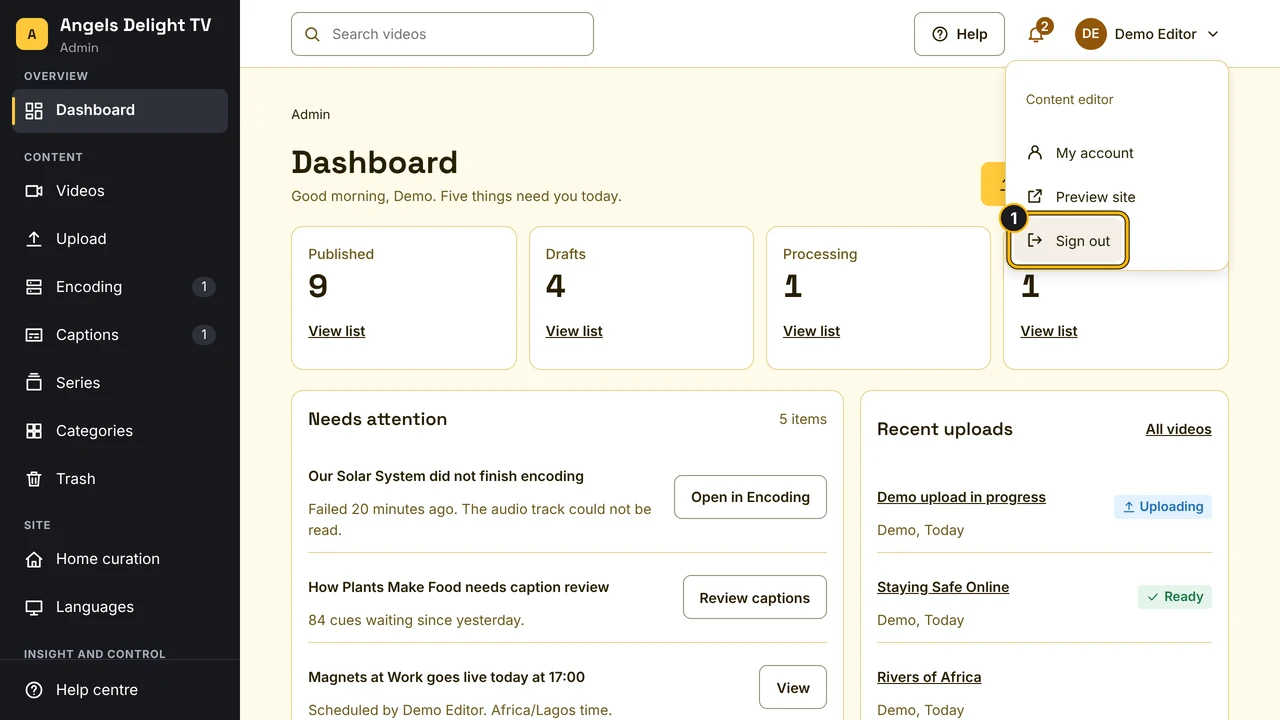 A
Angels Delight TV
Admin
OVERVIEW
Dashboard
CONTENT
Videos
Upload
Encoding
1
Captions
1
Series
Categories
Trash
SITE
Home curation
Languages
INSIGHT AND CONTROL
Help centre
Search videos
Help
2
DE
Demo Editor
Content editor
My account
Preview site
1
Sign out
Admin
Dashboard
Good morning, Demo. Five things need you today.
Published
9
View list
Drafts
4
View list
Processing
1
View list
1
View list
Needs attention
5 items
Our Solar System did not finish encoding
Failed 20 minutes ago. The audio track could not be
read.
Open in Encoding
How Plants Make Food needs caption review
84 cues waiting since yesterday.
Review captions
Magnets at Work goes live today at 17:00
Scheduled by Demo Editor. Africa/Lagos time.
View
Recent uploads
All videos
Demo upload in progress
Demo, Today
Uploading
Staying Safe Online
Demo, Today
Ready
Rivers of Africa
Demo, Today